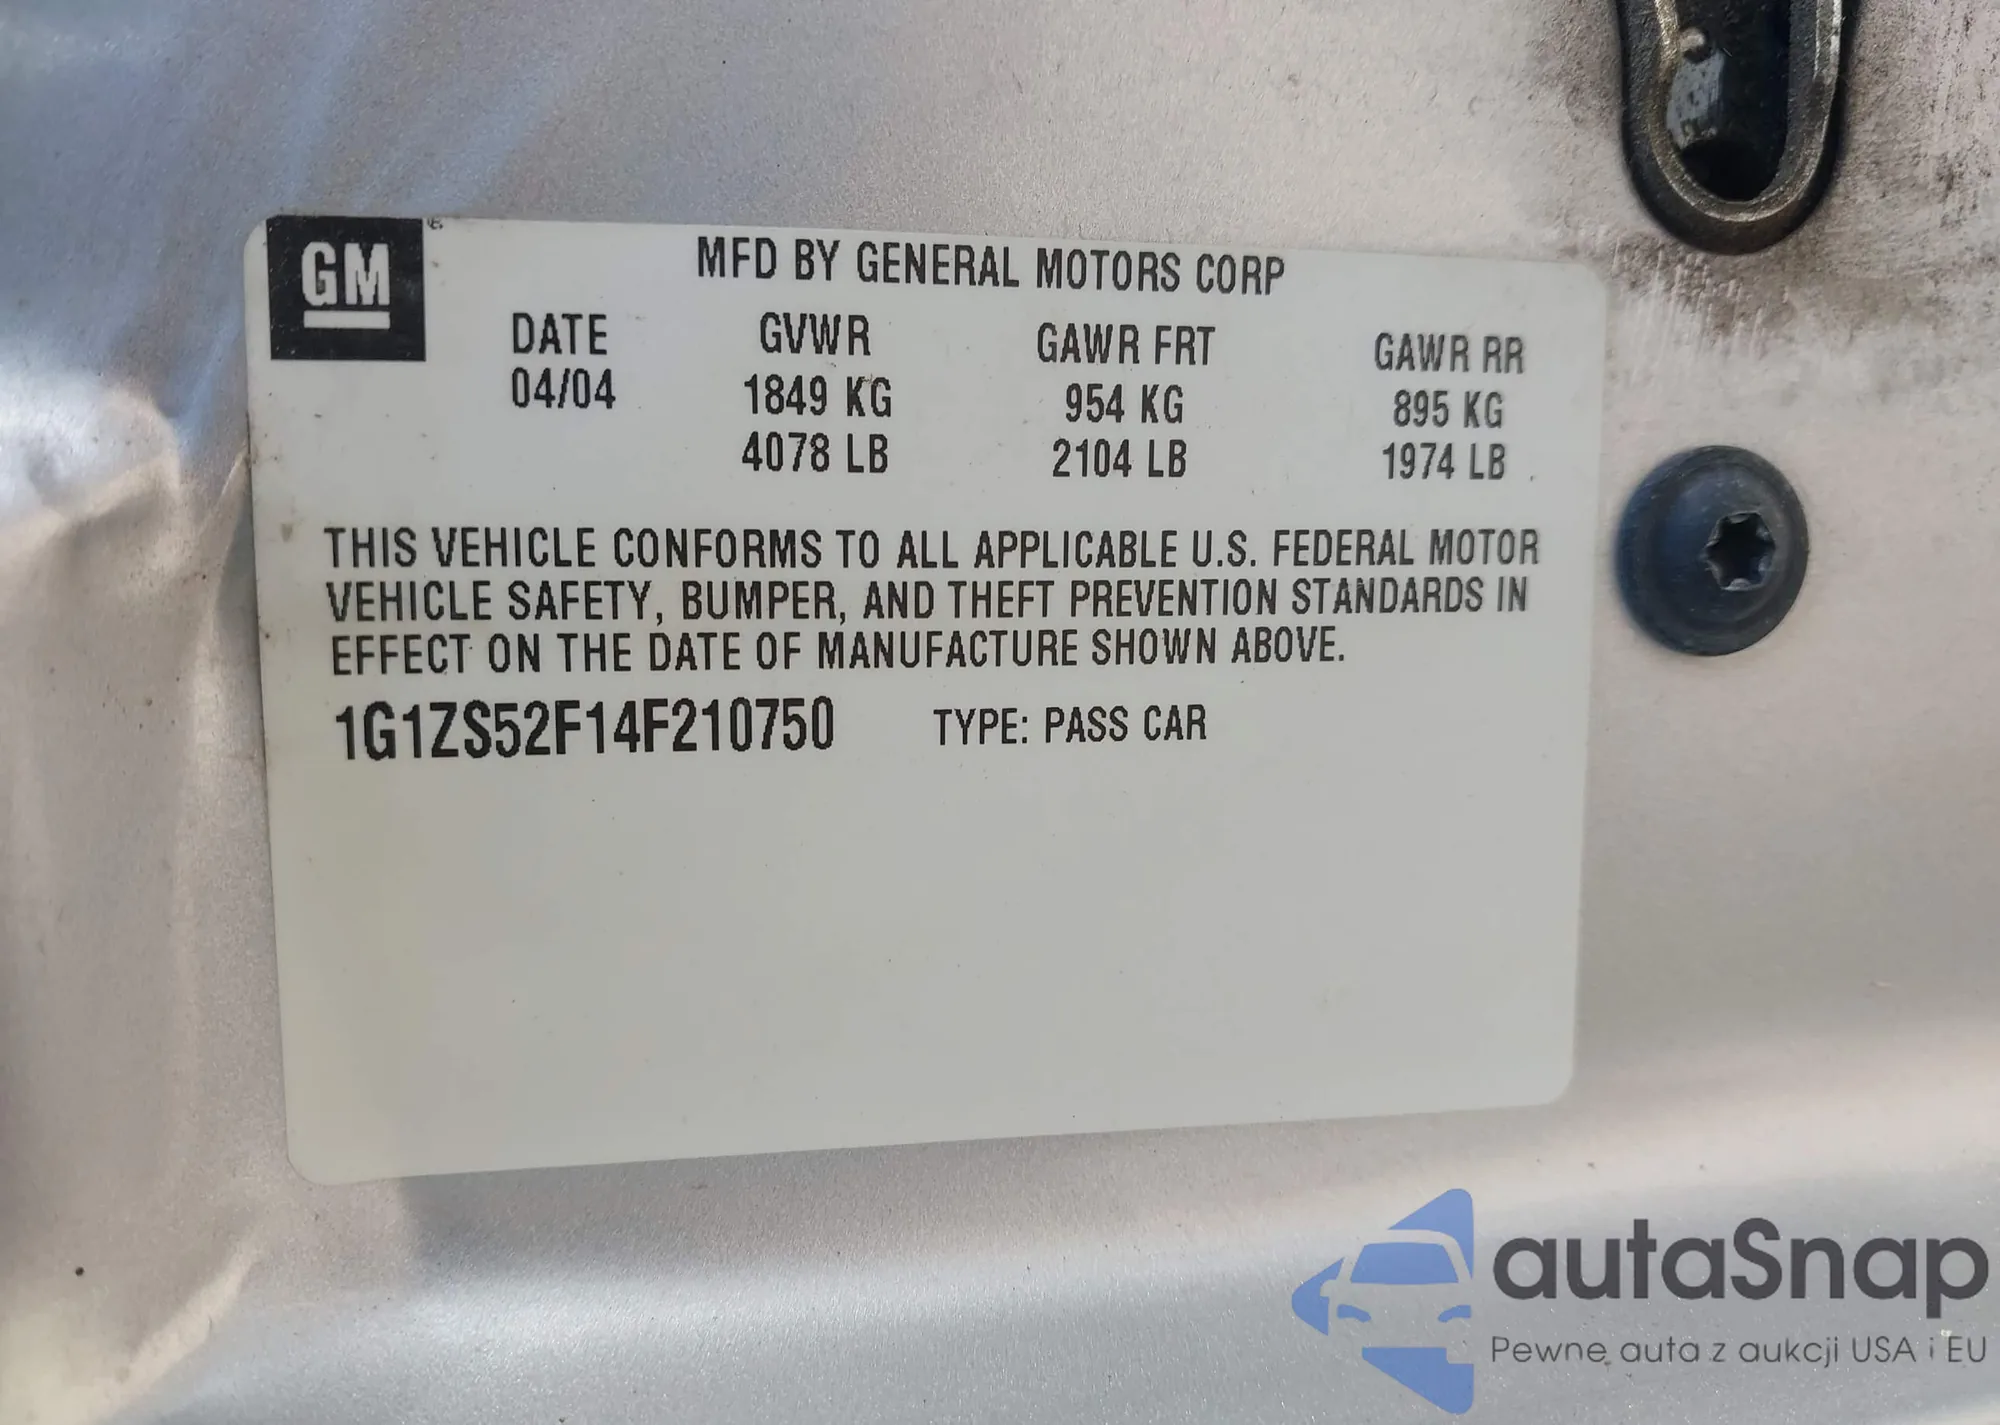 GM
MFD BY GENERAL MOTORS CORP
DATE GVWR GAWR FRT GAWR RR
04/04 1849 KG 954 KG 895 KG
4078 LB 2104 LB 1974 LB
THIS VEHICLE CONFORMS TO ALL APPLICABLE U.S. FEDERAL MOTOR
VEHICLE SAFETY, BUMPER, AND THEFT PREVENTION STANDARDS IN
EFFECT ON THE DATE OF MANUFACTURE SHOWN ABOVE.
1G1ZS52F14F210750 TYPE: PASS CAR
autaSnap
Pewne auta z aukcji USA i EU